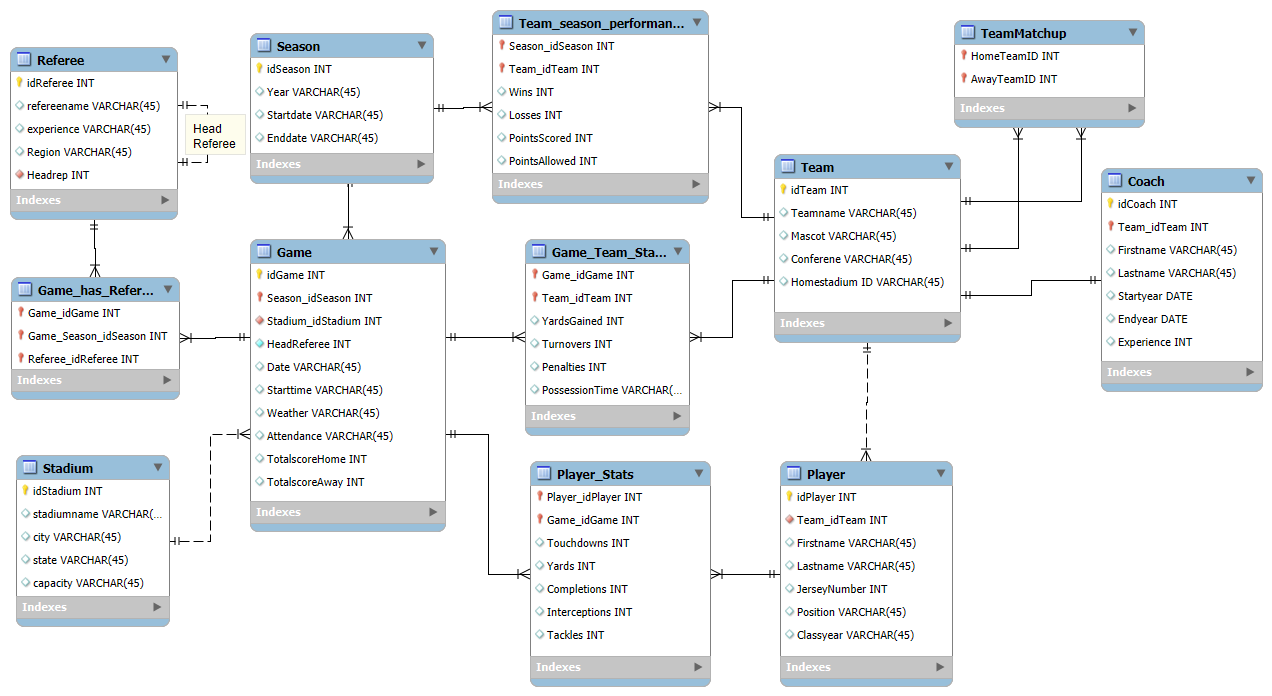 Referee
idReferee INT
refereename VARCHAR(45)
experience VARCHAR(45)
Region VARCHAR(45)
Headrep INT
Indexes
Head
Referee
Season
idSeason INT
Year VARCHAR(45)
Startdate VARCHAR(45)
Enddate VARCHAR(45)
Indexes
Team_season_performan...
Season_idSeason INT
Team_idTeam INT
Wins INT
Losses INT
PointsScored INT
PointsAllowed INT
Indexes
TeamMatchup
HomeTeamID INT
AwayTeamID INT
Indexes
Team
idTeam INT
Teamname VARCHAR(45)
Mascot VARCHAR(45)
Conferene VARCHAR(45)
Homestadium ID VARCHAR(45)
Indexes
Coach
idCoach INT
Team_idTeam INT
Firstname VARCHAR(45)
Lastname VARCHAR(45)
Startyear DATE
Endyear DATE
Experience INT
Indexes
Game_has_Refer...
Game_idGame INT
Game_Season_idSeason INT
Referee_idReferee INT
Indexes
Game
idGame INT
Season_idSeason INT
Stadium_idStadium INT
HeadReferee INT
Date VARCHAR(45)
Starttime VARCHAR(45)
Weather VARCHAR(45)
Attendance VARCHAR(45)
TotalscoreHome INT
TotalscoreAway INT
Indexes
Game_Team_Sta...
Game_idGame INT
Team_idTeam INT
YardsGained INT
Turnovers INT
Penalties INT
PossessionTime VARCHAR(...
Indexes
Stadium
idStadium INT
stadiumname VARCHAR(...
city VARCHAR(45)
state VARCHAR(45)
capacity VARCHAR(45)
Indexes
Player_Stats
Player_idPlayer INT
Game_idGame INT
Touchdowns INT
Yards INT
Completions INT
Interceptions INT
Tackles INT
Indexes
Player
idPlayer INT
Team_idTeam INT
Firstname VARCHAR(45)
Lastname VARCHAR(45)
JerseyNumber INT
Position VARCHAR(45)
Classyear VARCHAR(45)
Indexes